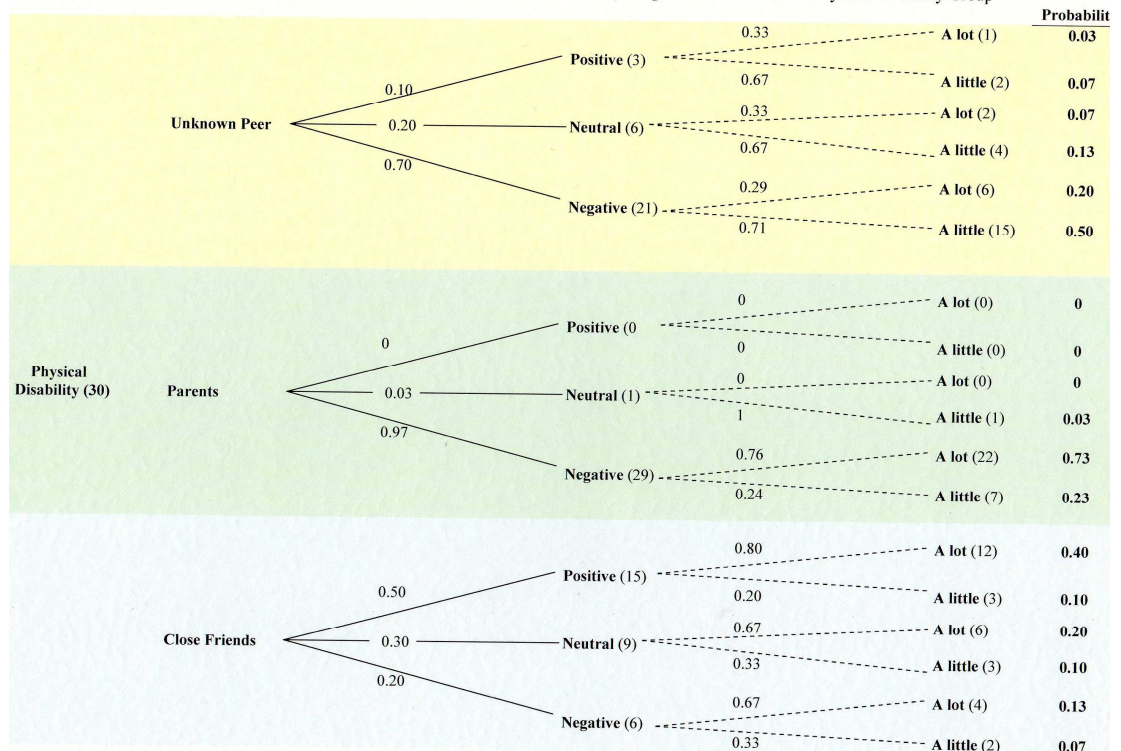 Probabilit
0.33
A lot (1)
0.03
Positive (3)
0.67
A little (2)
0.07
0.10
0.33
A lot (2)
0.07
Unknown Peer
0.20
Neutral (6)
0.67
A little (4)
0.13
0.70
0.29
A lot (6)
0.20
Negative (21)
0.71
A little (15)
0.50
0
A lot (0)
0
Positive (0
0
A little (0)
0
0
0
A lot (0)
0
Physical
Disability (30)
Parents
0.03
Neutral (1)
1
A little (1)
0.03
0.97
0.76
A lot (22)
0.73
Negative (29)
0.24
A little (7)
0.23
0.80
A lot (12)
0.40
Positive (15)
0.50
0.20
A little (3)
0.10
0.67
A lot (6)
0.20
Close Friends
0.30
Neutral (9)
0.33
A little (3)
0.10
0.20
0.67
A lot (4)
0.13
Negative (6)
0.33
A little (2)
0.07